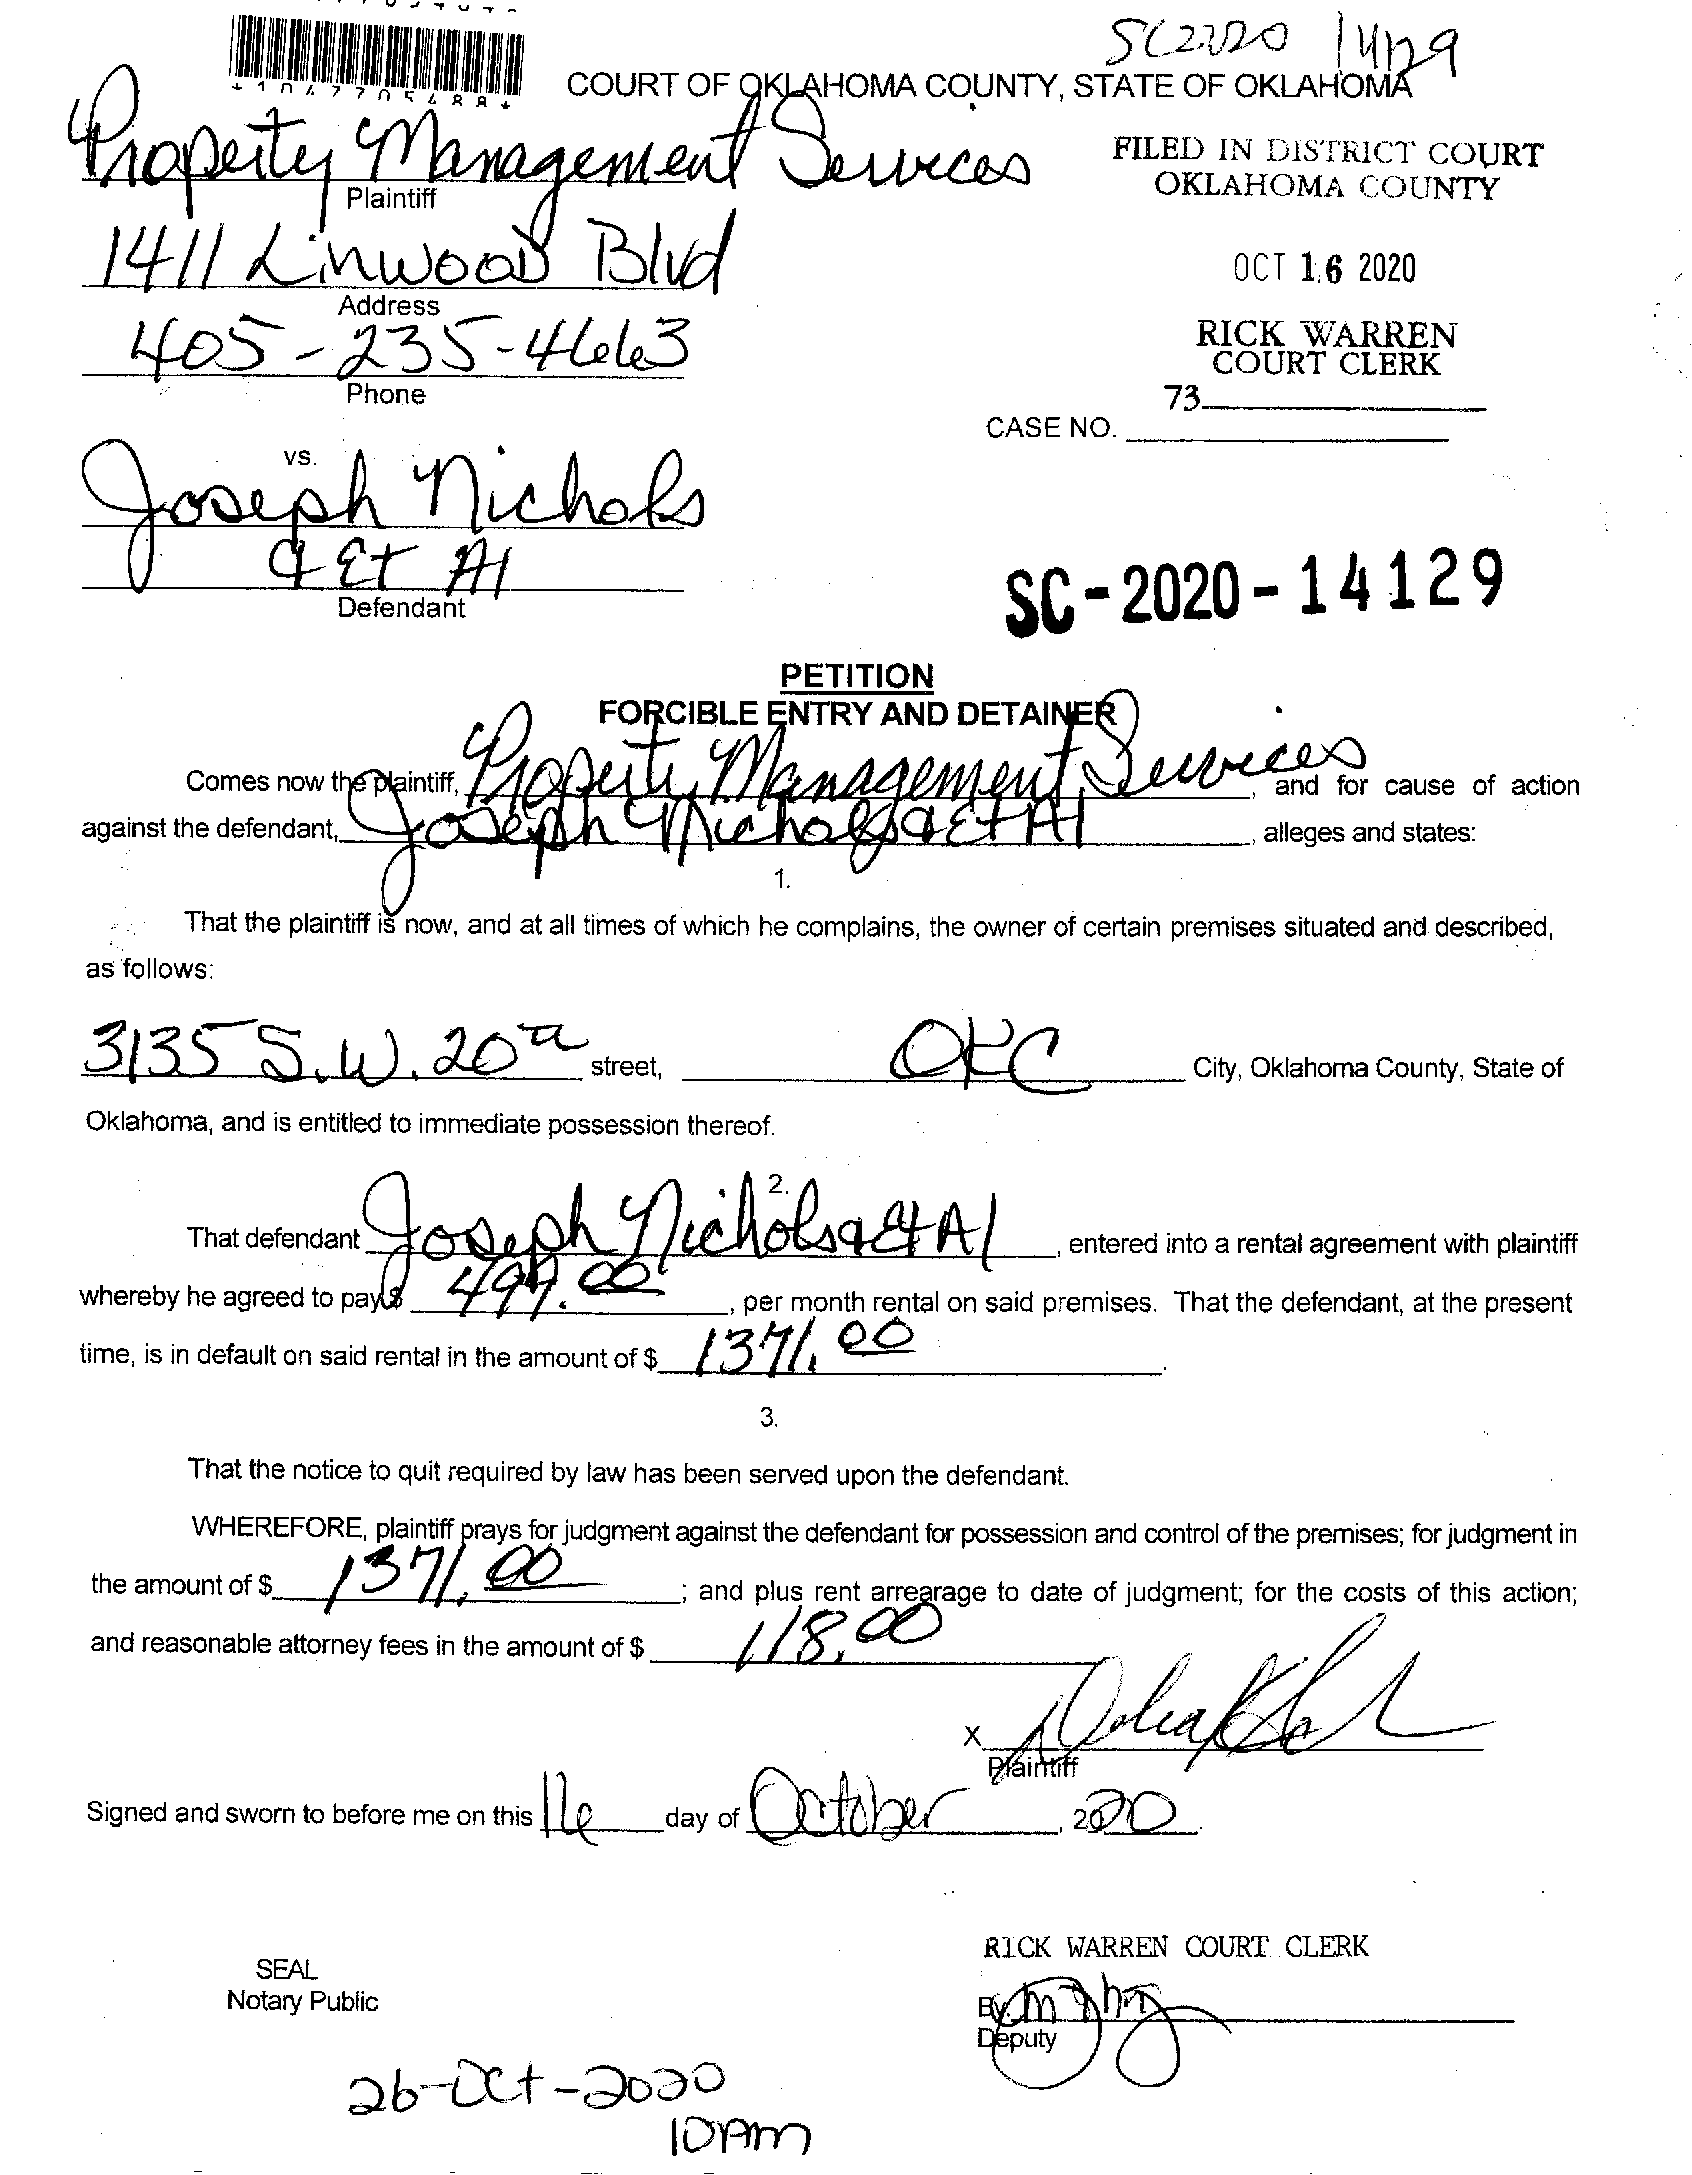 SC2020 14129
COURT OF OKLAHOMA COUNTY, STATE OF OKLAHOMA
Property Management Services
Plaintiff
1411 Linwood Blvd
Address
405-235-4663
Phone
FILED IN DISTRICT COURT
OKLAHOMA COUNTY
OCT 16 2020
RICK WARREN
COURT CLERK
73
CASE NO.
vs.
Joseph Nichols
& Et Al
Defendant
SC-2020-14129
PETITION
FORCIBLE ENTRY AND DETAINER
Comes now the plaintiff, Property Management Services, and for cause of action
against the defendant, Joseph Nichols & Et Al, alleges and states:
1.
That the plaintiff is now, and at all times of which he complains, the owner of certain premises situated and described,
as follows:
3135 S.W. 20th street, OKC City, Oklahoma County, State of
Oklahoma, and is entitled to immediate possession thereof.
2.
That defendant Joseph Nichols & Et Al, entered into a rental agreement with plaintiff
whereby he agreed to pay $ 499.00, per month rental on said premises. That the defendant, at the present
time, is in default on said rental in the amount of $ 1371.00.
3.
That the notice to quit required by law has been served upon the defendant.
WHEREFORE, plaintiff prays for judgment against the defendant for possession and control of the premises; for judgment in
the amount of $ 1371.00; and plus rent arrearage to date of judgment; for the costs of this action;
and reasonable attorney fees in the amount of $ 118.00
X
Plaintiff
Signed and sworn to before me on this 16 day of October, 2020.
SEAL
Notary Public
RICK WARREN COURT CLERK
By:
Deputy
26-Oct-2020
10Am